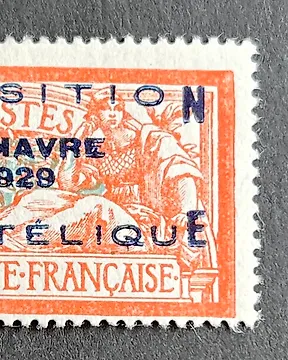 SITION
N
STES
HAVRE
929
TÉLIQUE
E
E·FRANÇAISE·